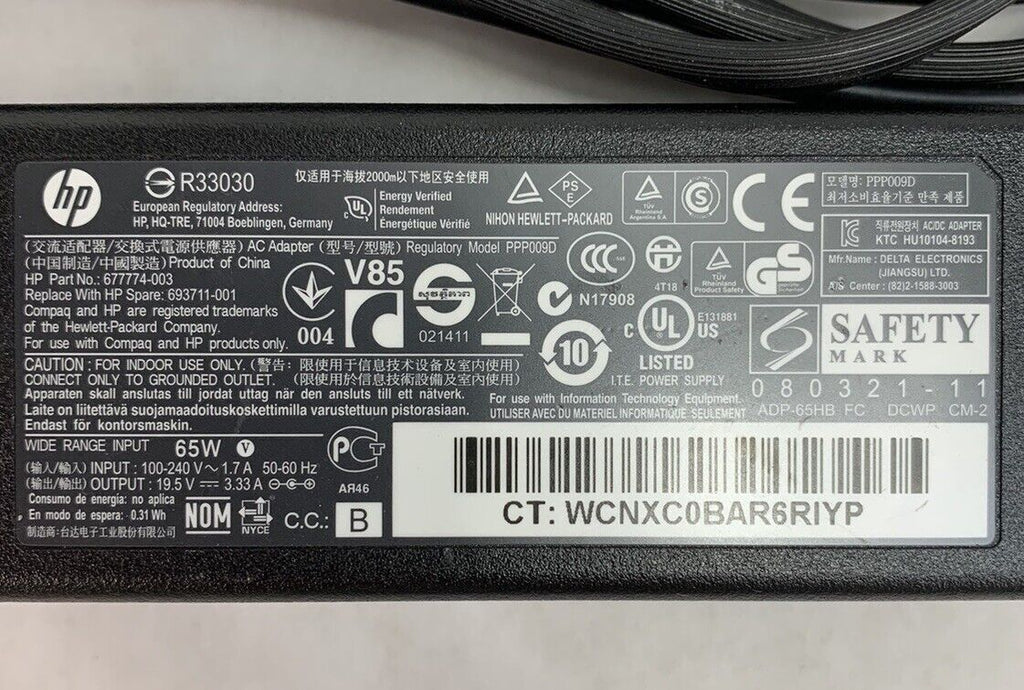 hp
R33030
European Regulatory Address:
HP, HQ-TRE, 71004 Boeblingen, Germany
仅适用于海拔2000m以下地区安全使用
UL
Energy Verified
Rendement
Energétique Vérifié
PS
E
NIHON HEWLETT-PACKARD
TÜV
Rheinland
Argentina S.A.
S
CE
모델명: PPP009D
최저소비효율기준 만족 제품
(交流适配器/交換式電源供應器) AC Adapter (型号/型號) Regulatory Model PPP009D
(中国制造/中國製造) Product of China
HP Part No.: 677774-003
Replace With HP Spare: 693711-001
Compaq and HP are registered trademarks
of the Hewlett-Packard Company.
For use with Compaq and HP products only.
004
V85
021411
CCC
N17908
4T18
TÜV
Rheinland
Product Safety
GS
직류전원장치 AC/DC ADAPTER
KTC HU10104-8193
Mfr.Name : DELTA ELECTRONICS
(JIANGSU) LTD.
A/S Center : (82)2-1588-3003
10
C UL US
E131881
LISTED
I.T.E. POWER SUPPLY
SAFETY
MARK
080321-11
For use with Information Technology Equipment.
UTILISER AVEC DU MATERIEL INFORMATIQUE SEULEMENT
ADP-65HB FC DCWP CM-2
CAUTION : FOR INDOOR USE ONLY. (警告: 限使用于信息技术设备及室内使用)
CONNECT ONLY TO GROUNDED OUTLET. (限使用於信息技術設備及室内使用)
Apparaten skall anslutas till jordat uttag när den ansluts till ett nätverk.
Laite on liitettävä suojamaadoituskoskettimilla varustettuun pistorasiaan.
Endast för kontorsmaskin.
WIDE RANGE INPUT 65W V
(输入/輸入) INPUT : 100-240 V～ 1.7 A 50-60 Hz
(输出/輸出) OUTPUT : 19.5 V ⎓ 3.33 A
Consumo de energía: no aplica
En modo de espera: 0.31 Wh
制造商:台达电子工业股份有限公司
NOM
NYCE
C.C.: B
PCT
АЯ46
CT: WCNXC0BAR6RIYP